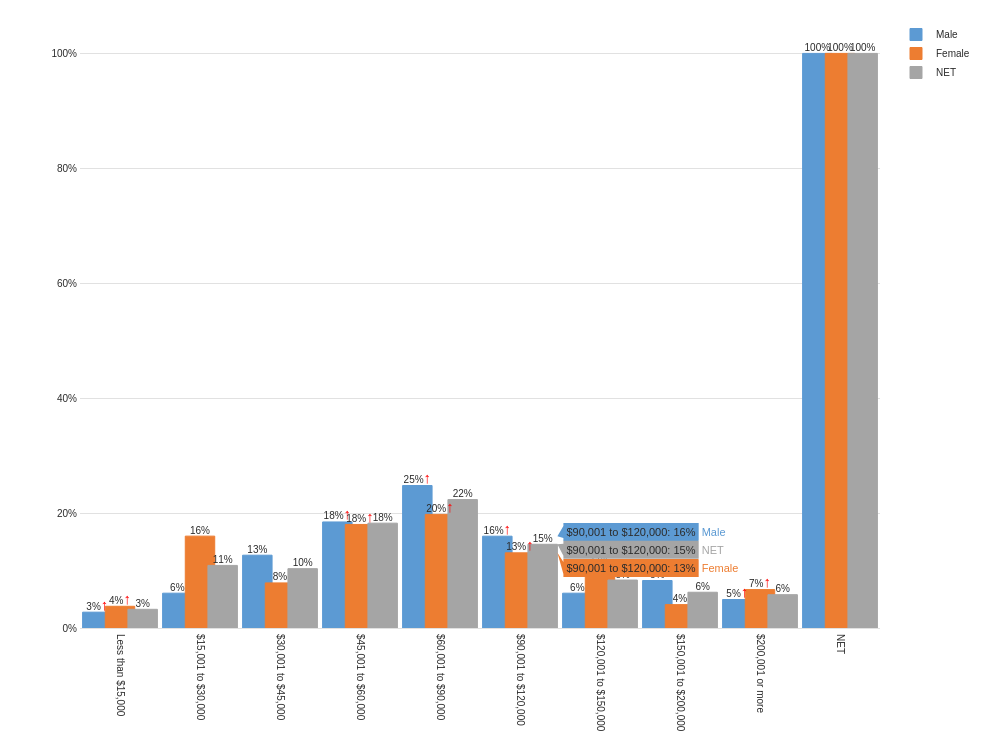 Male
Female
NET
100%
80%
60%
40%
20%
0%
3%↑ 4%↑ 3%
6% 16% 11%
13% 8% 10%
18%↑ 18%↑ 18%
25%↑ 20%↑ 22%
16%↑ 13%↑ 15%
6%
4% 6%
5%↑ 7%↑ 6%
100% 100% 100%
$90,001 to $120,000: 16% Male
$90,001 to $120,000: 15% NET
$90,001 to $120,000: 13% Female
Less than $15,000
$15,001 to $30,000
$30,001 to $45,000
$45,001 to $60,000
$60,001 to $90,000
$90,001 to $120,000
$120,001 to $150,000
$150,001 to $200,000
$200,001 or more
NET